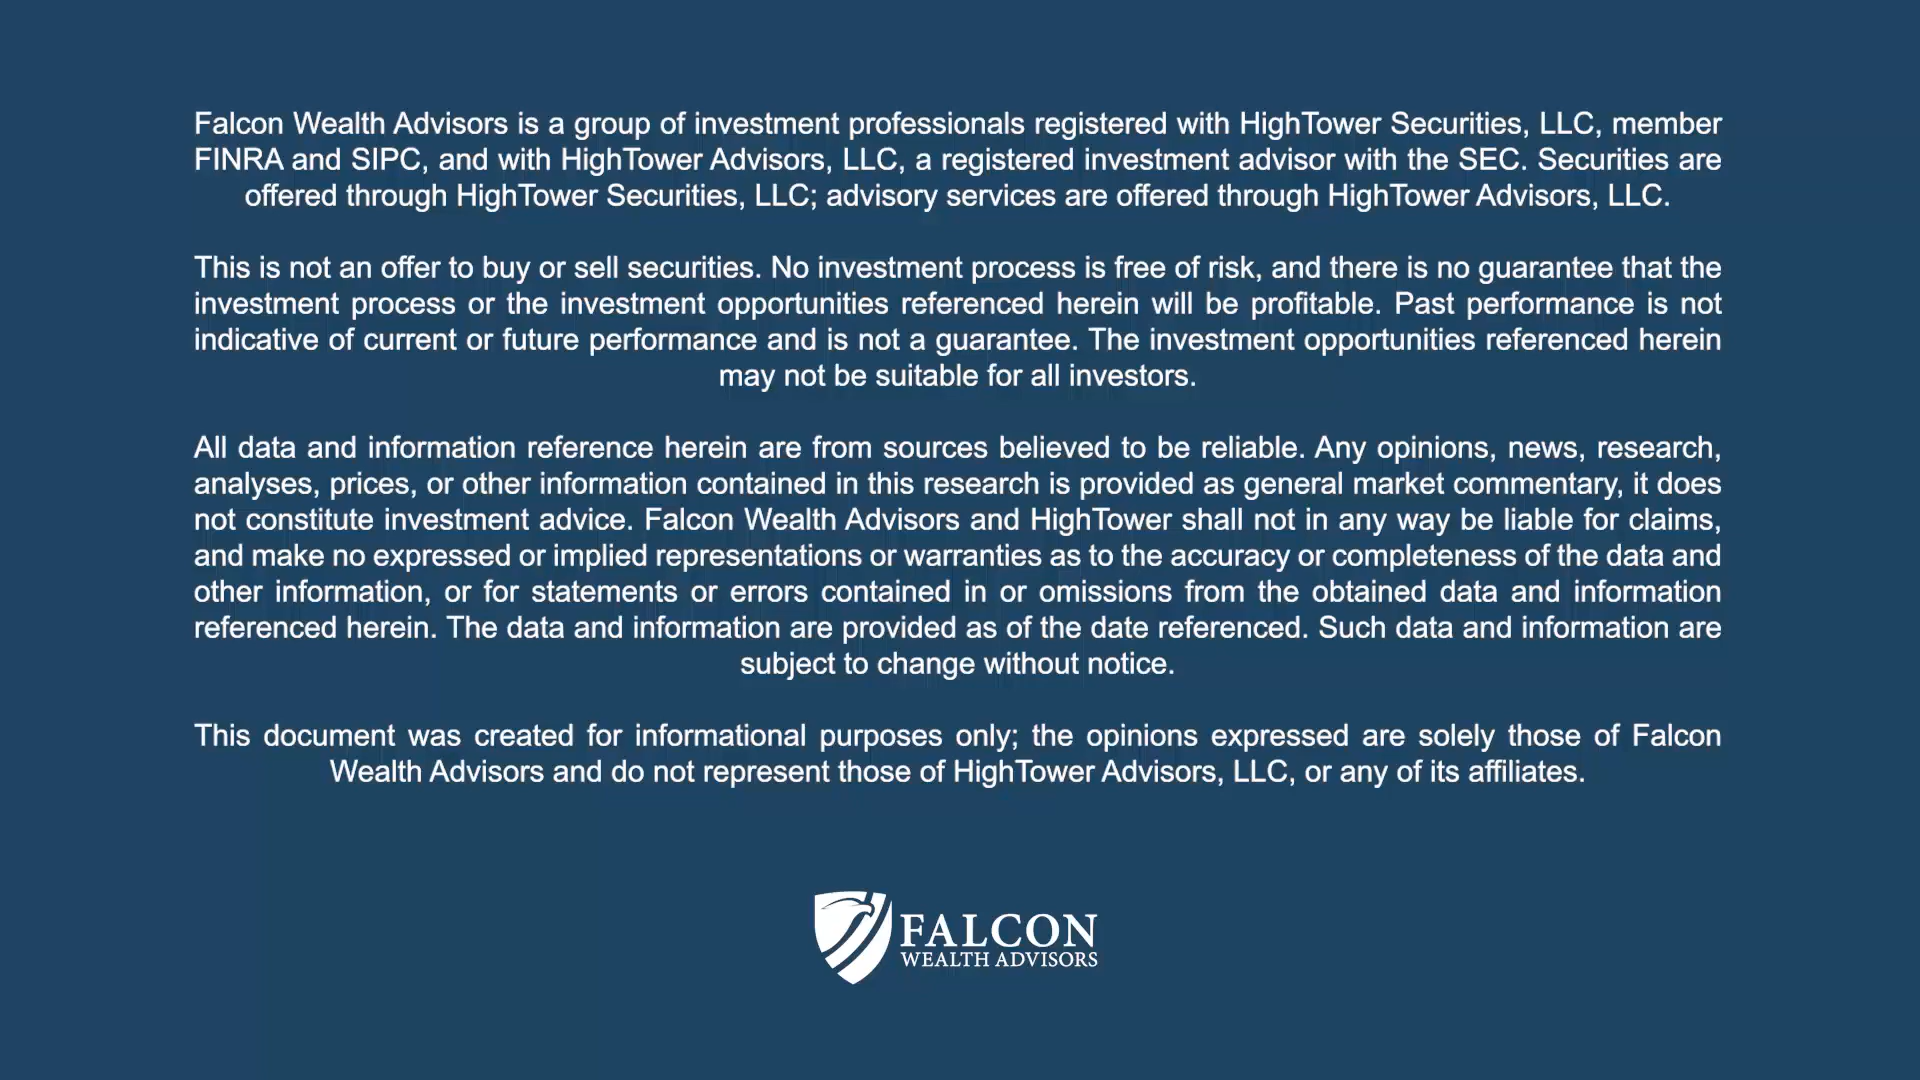 Falcon Wealth Advisors is a group of investment professionals registered with HighTower Securities, LLC, member
FINRA and SIPC, and with HighTower Advisors, LLC, a registered investment advisor with the SEC. Securities are
offered through HighTower Securities, LLC; advisory services are offered through HighTower Advisors, LLC.
This is not an offer to buy or sell securities. No investment process is free of risk, and there is no guarantee that the
investment process or the investment opportunities referenced herein will be profitable. Past performance is not
indicative of current or future performance and is not a guarantee. The investment opportunities referenced herein
may not be suitable for all investors.
All data and information reference herein are from sources believed to be reliable. Any opinions, news, research,
analyses, prices, or other information contained in this research is provided as general market commentary, it does
not constitute investment advice. Falcon Wealth Advisors and HighTower shall not in any way be liable for claims,
and make no expressed or implied representations or warranties as to the accuracy or completeness of the data and
other information, or for statements or errors contained in or omissions from the obtained data and information
referenced herein. The data and information are provided as of the date referenced. Such data and information are
subject to change without notice.
This document was created for informational purposes only; the opinions expressed are solely those of Falcon
Wealth Advisors and do not represent those of HighTower Advisors, LLC, or any of its affiliates.
FALCON
WEALTH ADVISORS